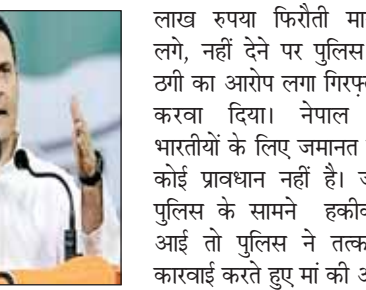 लाख रुपया फिरौती मा
लगे, नहीं देने पर पुलिस
ठगी का आरोप लगा गिरफ़्
करवा दिया। नेपाल
भारतीयों के लिए जमानत
कोई प्रावधान नहीं है। ज
पुलिस के सामने हकीक
आई तो पुलिस ने तत्क
कारवाई करते हुए मां की अ